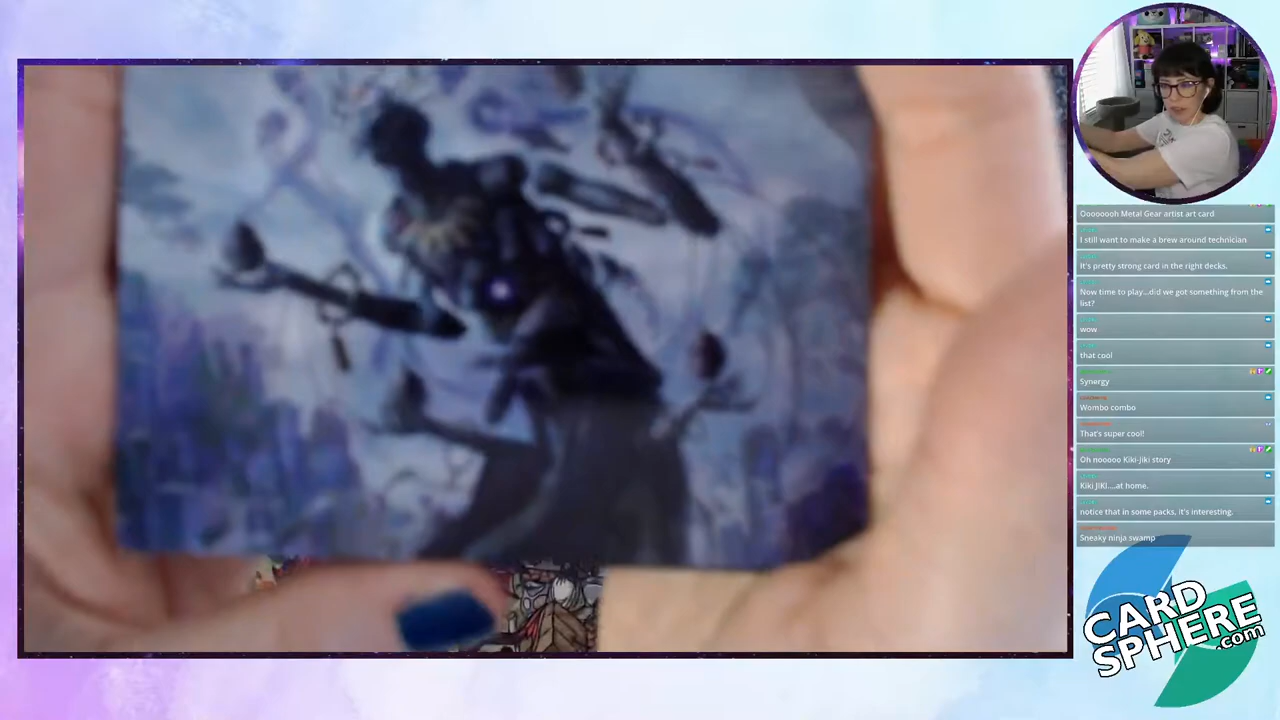 Oooooooh Metal Gear artist art card
I still want to make a brew around technician
It's pretty strong card in the right decks.
Now time to play...did we got something from the
list?
wow
that cool
Synergy
Wombo combo
That's super cool!
Oh nooooo Kiki-Jiki story
Kiki JIKI....at home.
notice that in some packs, it's interesting.
Sneaky ninja swamp
CARD
SPHERE
.com